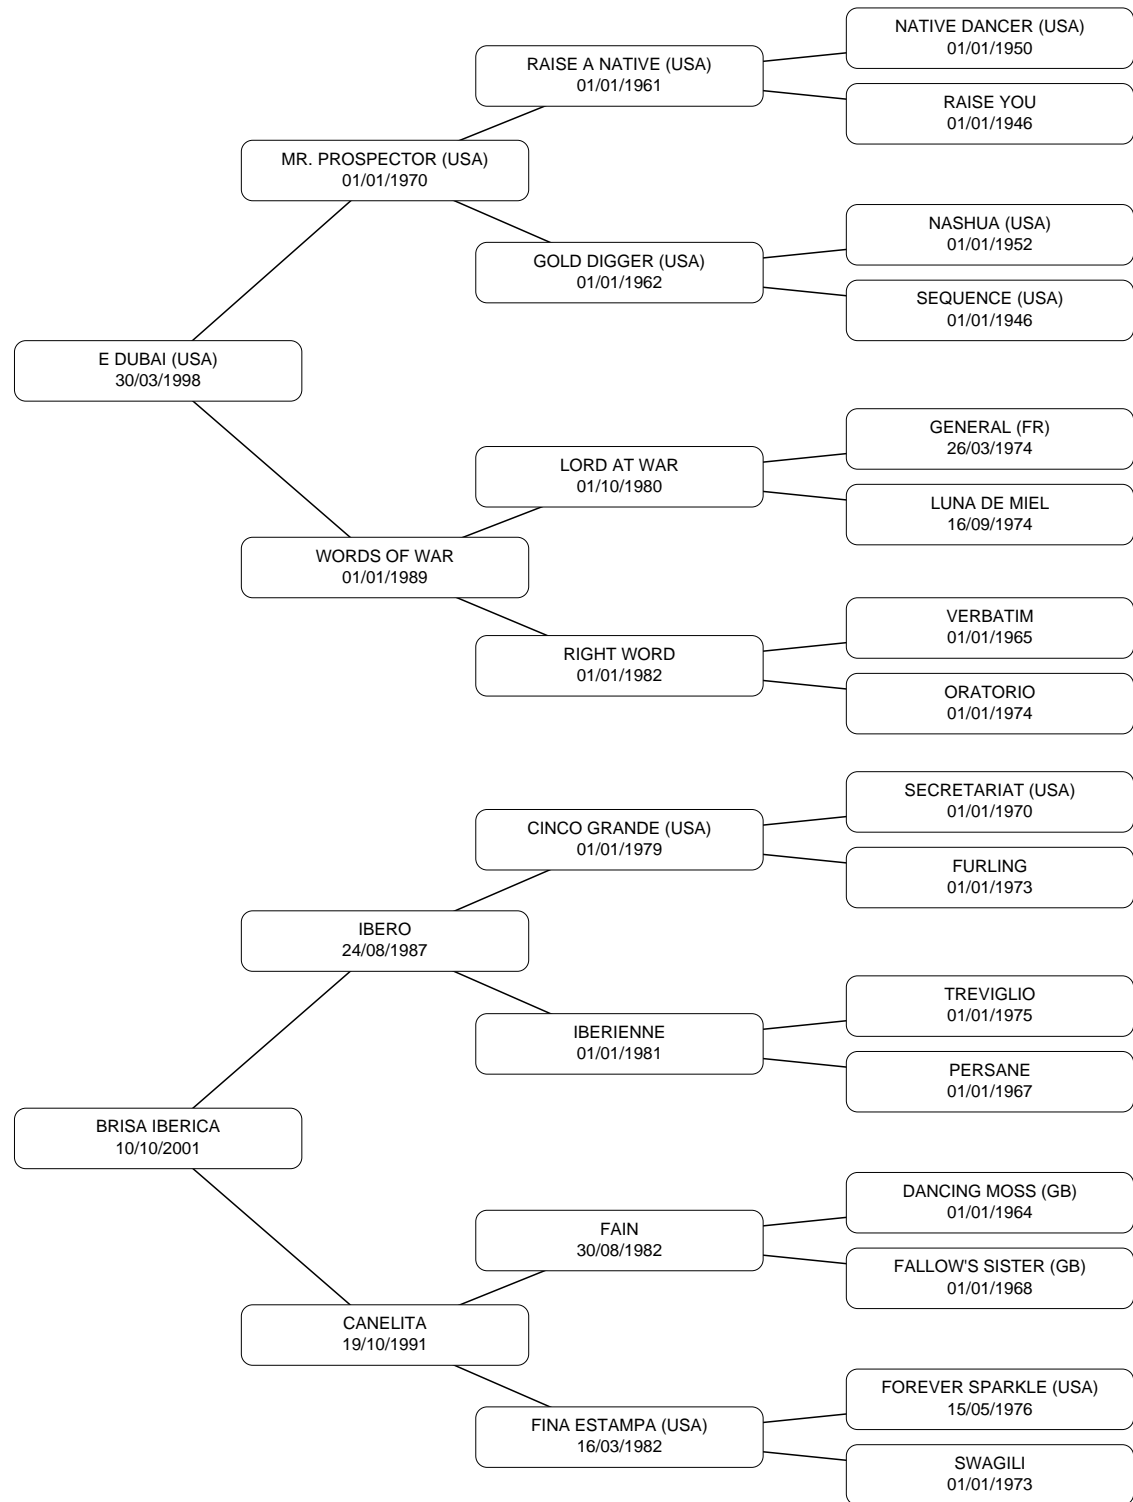 NATIVE DANCER (USA)
01/01/1950
RAISE A NATIVE (USA)
01/01/1961
RAISE YOU
01/01/1946
MR. PROSPECTOR (USA)
01/01/1970
NASHUA (USA)
01/01/1952
GOLD DIGGER (USA)
01/01/1962
SEQUENCE (USA)
01/01/1946
E DUBAI (USA)
30/03/1998
GENERAL (FR)
26/03/1974
LORD AT WAR
01/10/1980
LUNA DE MIEL
16/09/1974
WORDS OF WAR
01/01/1989
VERBATIM
01/01/1965
RIGHT WORD
01/01/1982
ORATORIO
01/01/1974
SECRETARIAT (USA)
01/01/1970
CINCO GRANDE (USA)
01/01/1979
FURLING
01/01/1973
IBERO
24/08/1987
TREVIGLIO
01/01/1975
IBERIENNE
01/01/1981
PERSANE
01/01/1967
BRISA IBERICA
10/10/2001
DANCING MOSS (GB)
01/01/1964
FAIN
30/08/1982
FALLOW'S SISTER (GB)
01/01/1968
CANELITA
19/10/1991
FOREVER SPARKLE (USA)
15/05/1976
FINA ESTAMPA (USA)
16/03/1982
SWAGILI
01/01/1973